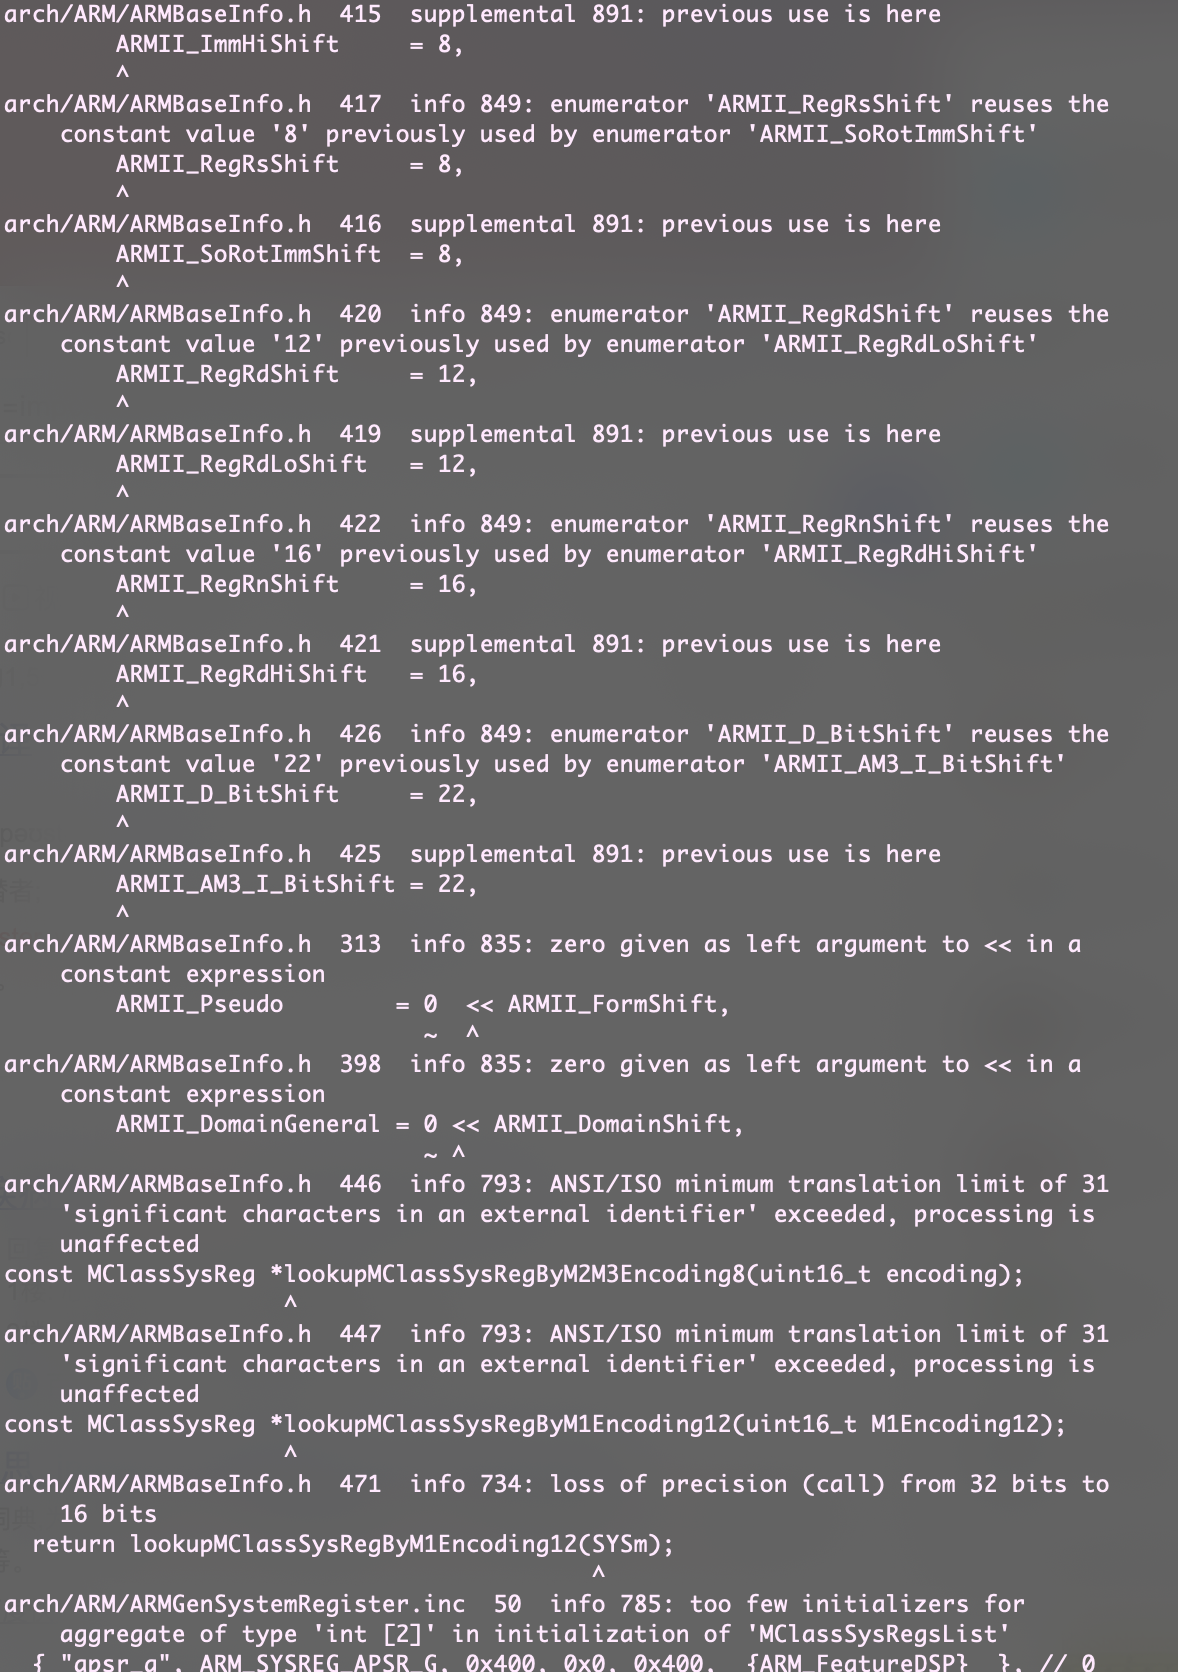 arch/ARM/ARMBaseInfo.h  415  supplemental 891: previous use is here
        ARMII_ImmHiShift     = 8,
        ^
arch/ARM/ARMBaseInfo.h  417  info 849: enumerator 'ARMII_RegRsShift' reuses the
    constant value '8' previously used by enumerator 'ARMII_SoRotImmShift'
        ARMII_RegRsShift     = 8,
        ^
arch/ARM/ARMBaseInfo.h  416  supplemental 891: previous use is here
        ARMII_SoRotImmShift  = 8,
        ^
arch/ARM/ARMBaseInfo.h  420  info 849: enumerator 'ARMII_RegRdShift' reuses the
    constant value '12' previously used by enumerator 'ARMII_RegRdLoShift'
        ARMII_RegRdShift     = 12,
        ^
arch/ARM/ARMBaseInfo.h  419  supplemental 891: previous use is here
        ARMII_RegRdLoShift   = 12,
        ^
arch/ARM/ARMBaseInfo.h  422  info 849: enumerator 'ARMII_RegRnShift' reuses the
    constant value '16' previously used by enumerator 'ARMII_RegRdHiShift'
        ARMII_RegRnShift     = 16,
        ^
arch/ARM/ARMBaseInfo.h  421  supplemental 891: previous use is here
        ARMII_RegRdHiShift   = 16,
        ^
arch/ARM/ARMBaseInfo.h  426  info 849: enumerator 'ARMII_D_BitShift' reuses the
    constant value '22' previously used by enumerator 'ARMII_AM3_I_BitShift'
        ARMII_D_BitShift     = 22,
        ^
arch/ARM/ARMBaseInfo.h  425  supplemental 891: previous use is here
        ARMII_AM3_I_BitShift = 22,
        ^
arch/ARM/ARMBaseInfo.h  313  info 835: zero given as left argument to << in a
    constant expression
        ARMII_Pseudo        = 0  << ARMII_FormShift,
                              ~  ^
arch/ARM/ARMBaseInfo.h  398  info 835: zero given as left argument to << in a
    constant expression
        ARMII_DomainGeneral = 0 << ARMII_DomainShift,
                              ~ ^
arch/ARM/ARMBaseInfo.h  446  info 793: ANSI/ISO minimum translation limit of 31
    'significant characters in an external identifier' exceeded, processing is
    unaffected
const MClassSysReg *lookupMClassSysRegByM2M3Encoding8(uint16_t encoding);
                    ^
arch/ARM/ARMBaseInfo.h  447  info 793: ANSI/ISO minimum translation limit of 31
    'significant characters in an external identifier' exceeded, processing is
    unaffected
const MClassSysReg *lookupMClassSysRegByM1Encoding12(uint16_t M1Encoding12);
                    ^
arch/ARM/ARMBaseInfo.h  471  info 734: loss of precision (call) from 32 bits to
    16 bits
  return lookupMClassSysRegByM1Encoding12(SYSm);
                                          ^
arch/ARM/ARMGenSystemRegister.inc  50  info 785: too few initializers for
    aggregate of type 'int [2]' in initialization of 'MClassSysRegsList'
  { "apsr_g", ARM_SYSREG_APSR_G, 0x400, 0x0, 0x400,  {ARM_FeatureDSP}  }, // 0